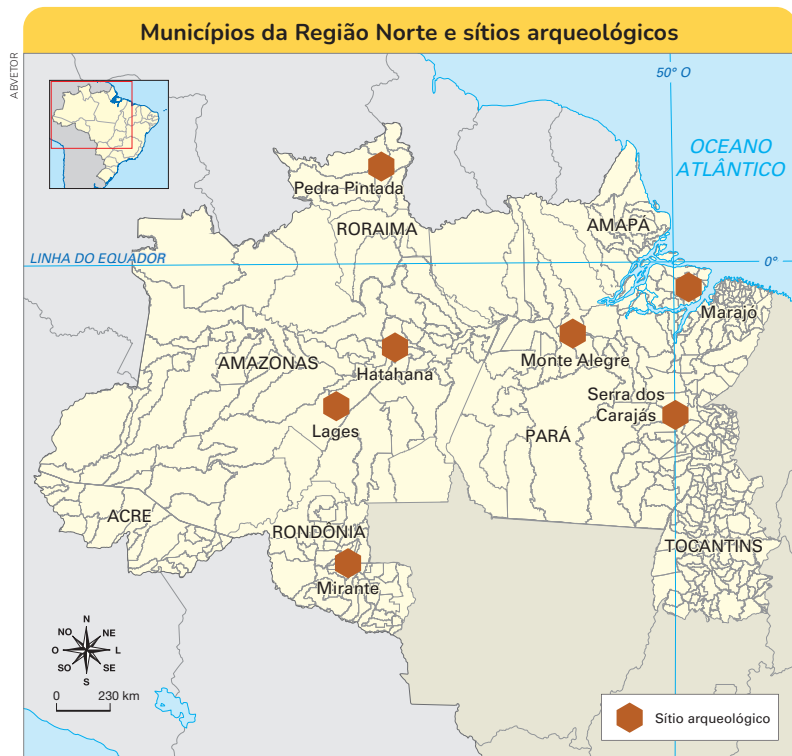 Municípios da Região Norte e sítios arqueológicos
ABVETOR
50° O
OCEANO
ATLÂNTICO
Pedra Pintada
RORAIMA
AMAPÁ
LINHA DO EQUADOR
0°
Marajó
AMAZONAS
Hatahana
Monte Alegre
Serra dos
Carajás
Lages
PARÁ
ACRE
RONDÔNIA
TOCANTINS
Mirante
N
NO
NE
O
L
SO
SE
S
0
230 km
Sítio arqueológico